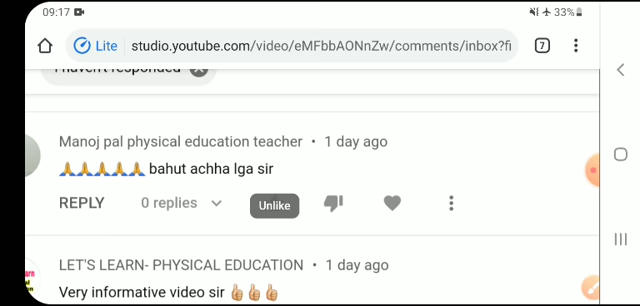 09:17 33%
Lite studio.youtube.com/video/eMFbbAONnZw/comments/inbox?fi 7
I haven't responded
Manoj pal physical education teacher • 1 day ago
🙏🙏🙏🙏🙏 bahut achha lga sir
REPLY 0 replies Unlike
LET'S LEARN- PHYSICAL EDUCATION • 1 day ago
Very informative video sir 👍🏼👍🏼👍🏼